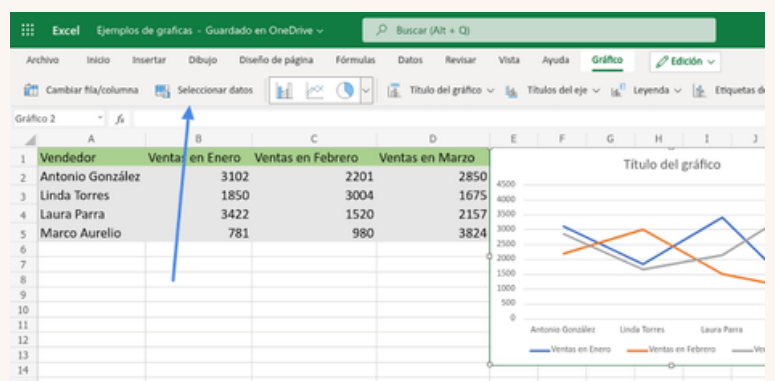 Excel Ejemplos de graficas - Guardado en OneDrive Buscar (Alt + Q)
Archivo Inicio Insertar Dibujo Diseño de página Fórmulas Datos Revisar Vista Ayuda Gráfico Edición
Cambiar fila/columna Seleccionar datos Título del gráfico Títulos del eje Leyenda Etiquetas d
Gráfico 2 fx
A B C D E F G H I J
1 Vendedor Ventas en Enero Ventas en Febrero Ventas en Marzo
2 Antonio González 3102 2201 2850
3 Linda Torres 1850 3004 1675
4 Laura Parra 3422 1520 2157
5 Marco Aurelio 781 980 3824
6
7
8
9
10
11
12
13
14
Título del gráfico
4500
4000
3500
3000
2500
2000
1500
1000
500
0
Antonio González Linda Torres Laura Parra
Ventas en Enero Ventas en Febrero Ve